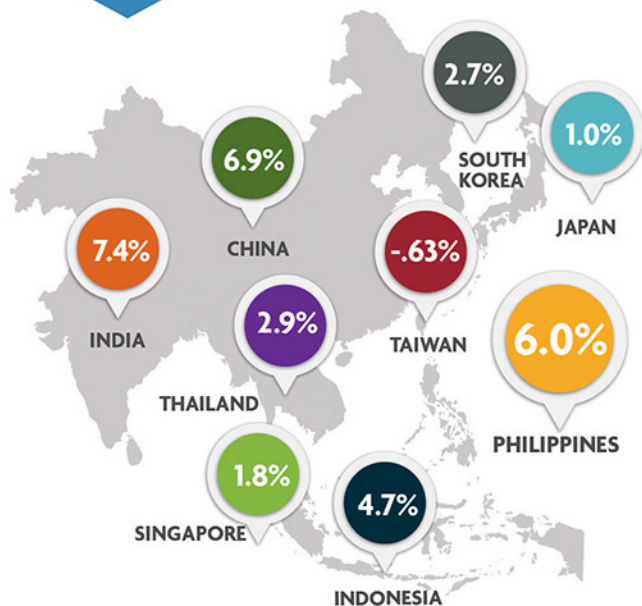 2.7%
SOUTH
KOREA
1.0%
JAPAN
6.9%
CHINA
7.4%
INDIA
-.63%
TAIWAN
2.9%
THAILAND
6.0%
PHILIPPINES
1.8%
SINGAPORE
4.7%
INDONESIA